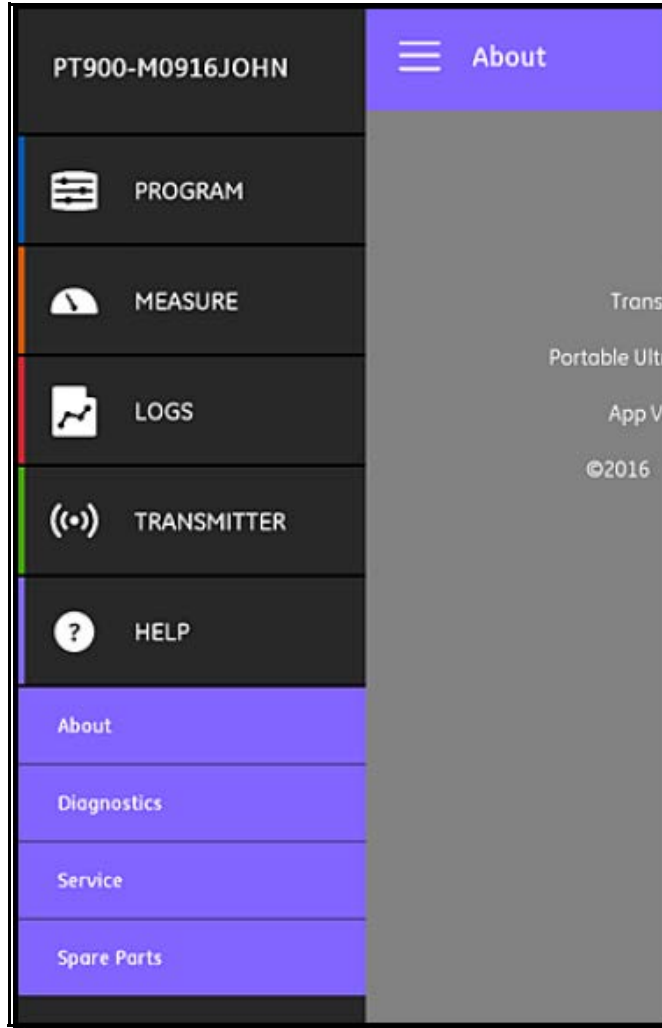 PT900-M0916JOHN
PROGRAM
MEASURE
LOGS
TRANSMITTER
HELP
About
Diagnostics
Service
Spare Parts
About
Trans
Portable Ult
App V
©2016